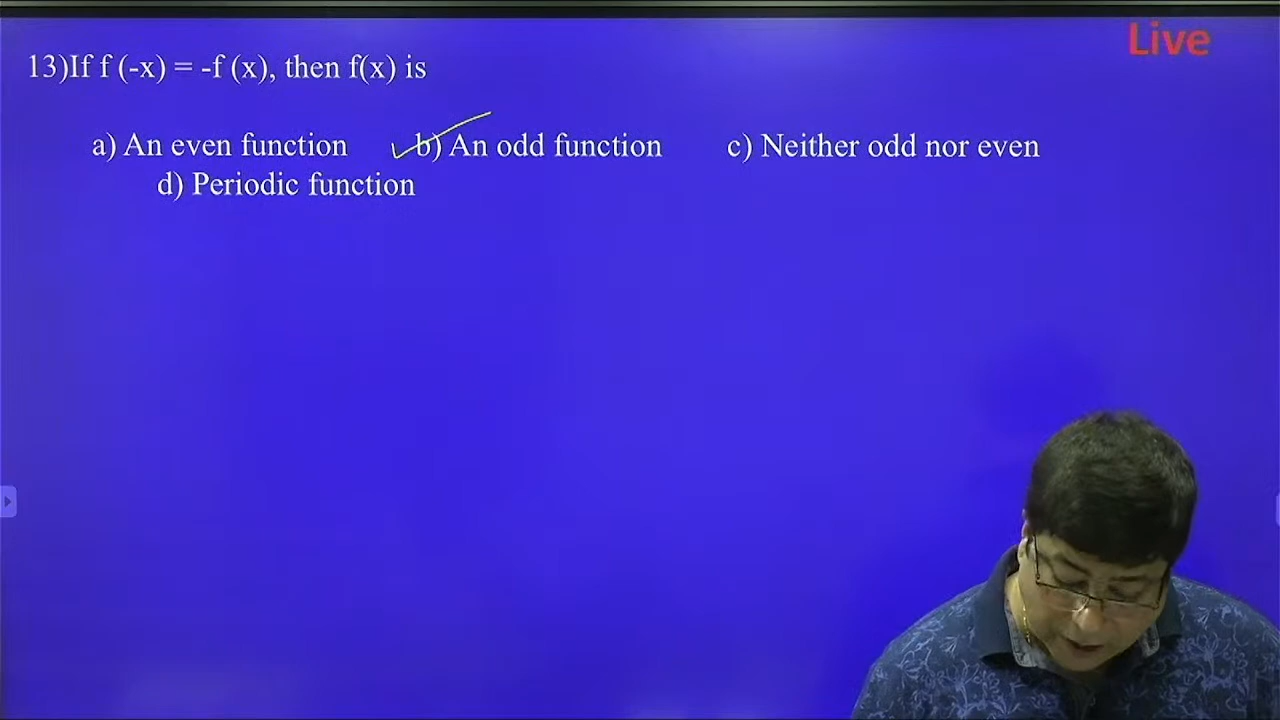 Live
13)If f (-x) = -f (x), then f(x) is
a) An even function b) An odd function c) Neither odd nor even
d) Periodic function